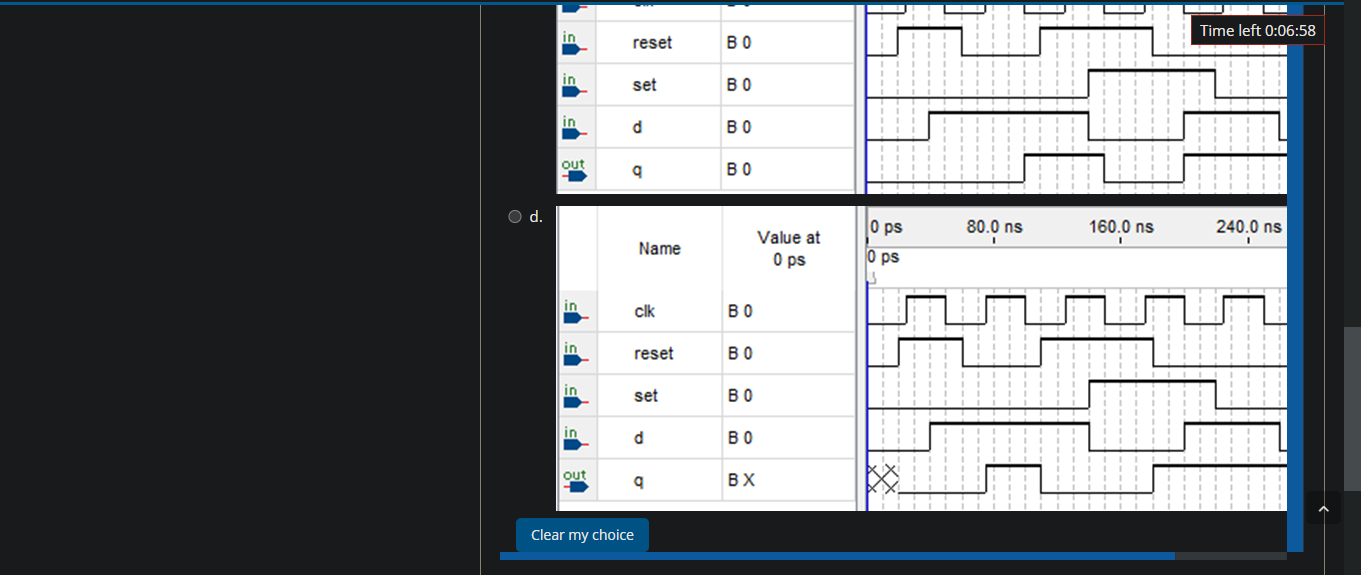 in
Time left 0:06:58
in reset B 0
in set B 0
in d B 0
out q B 0
d.
Name Value at 0 ps 0 ps 80.0 ns 160.0 ns 240.0 ns
0 ps
in clk B 0
in reset B 0
in set B 0
in d B 0
out q B X
Clear my choice